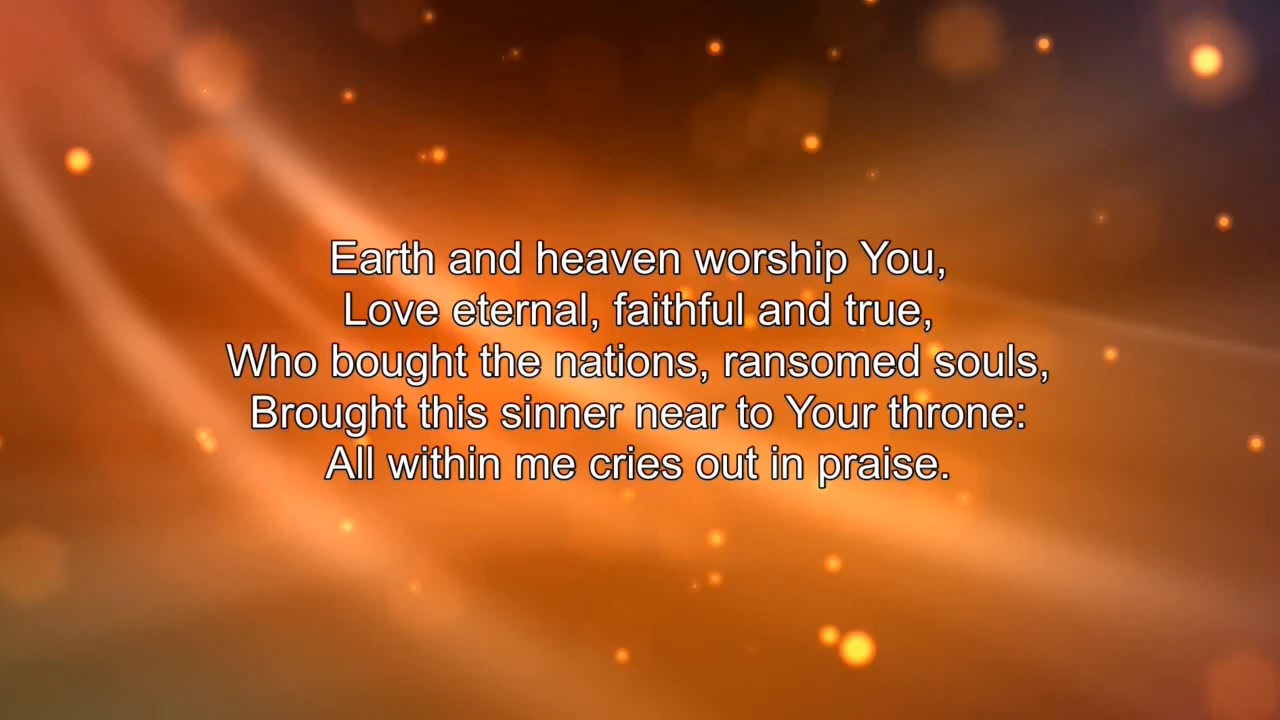 Earth and heaven worship You,
Love eternal, faithful and true,
Who bought the nations, ransomed souls,
Brought this sinner near to Your throne:
All within me cries out in praise.